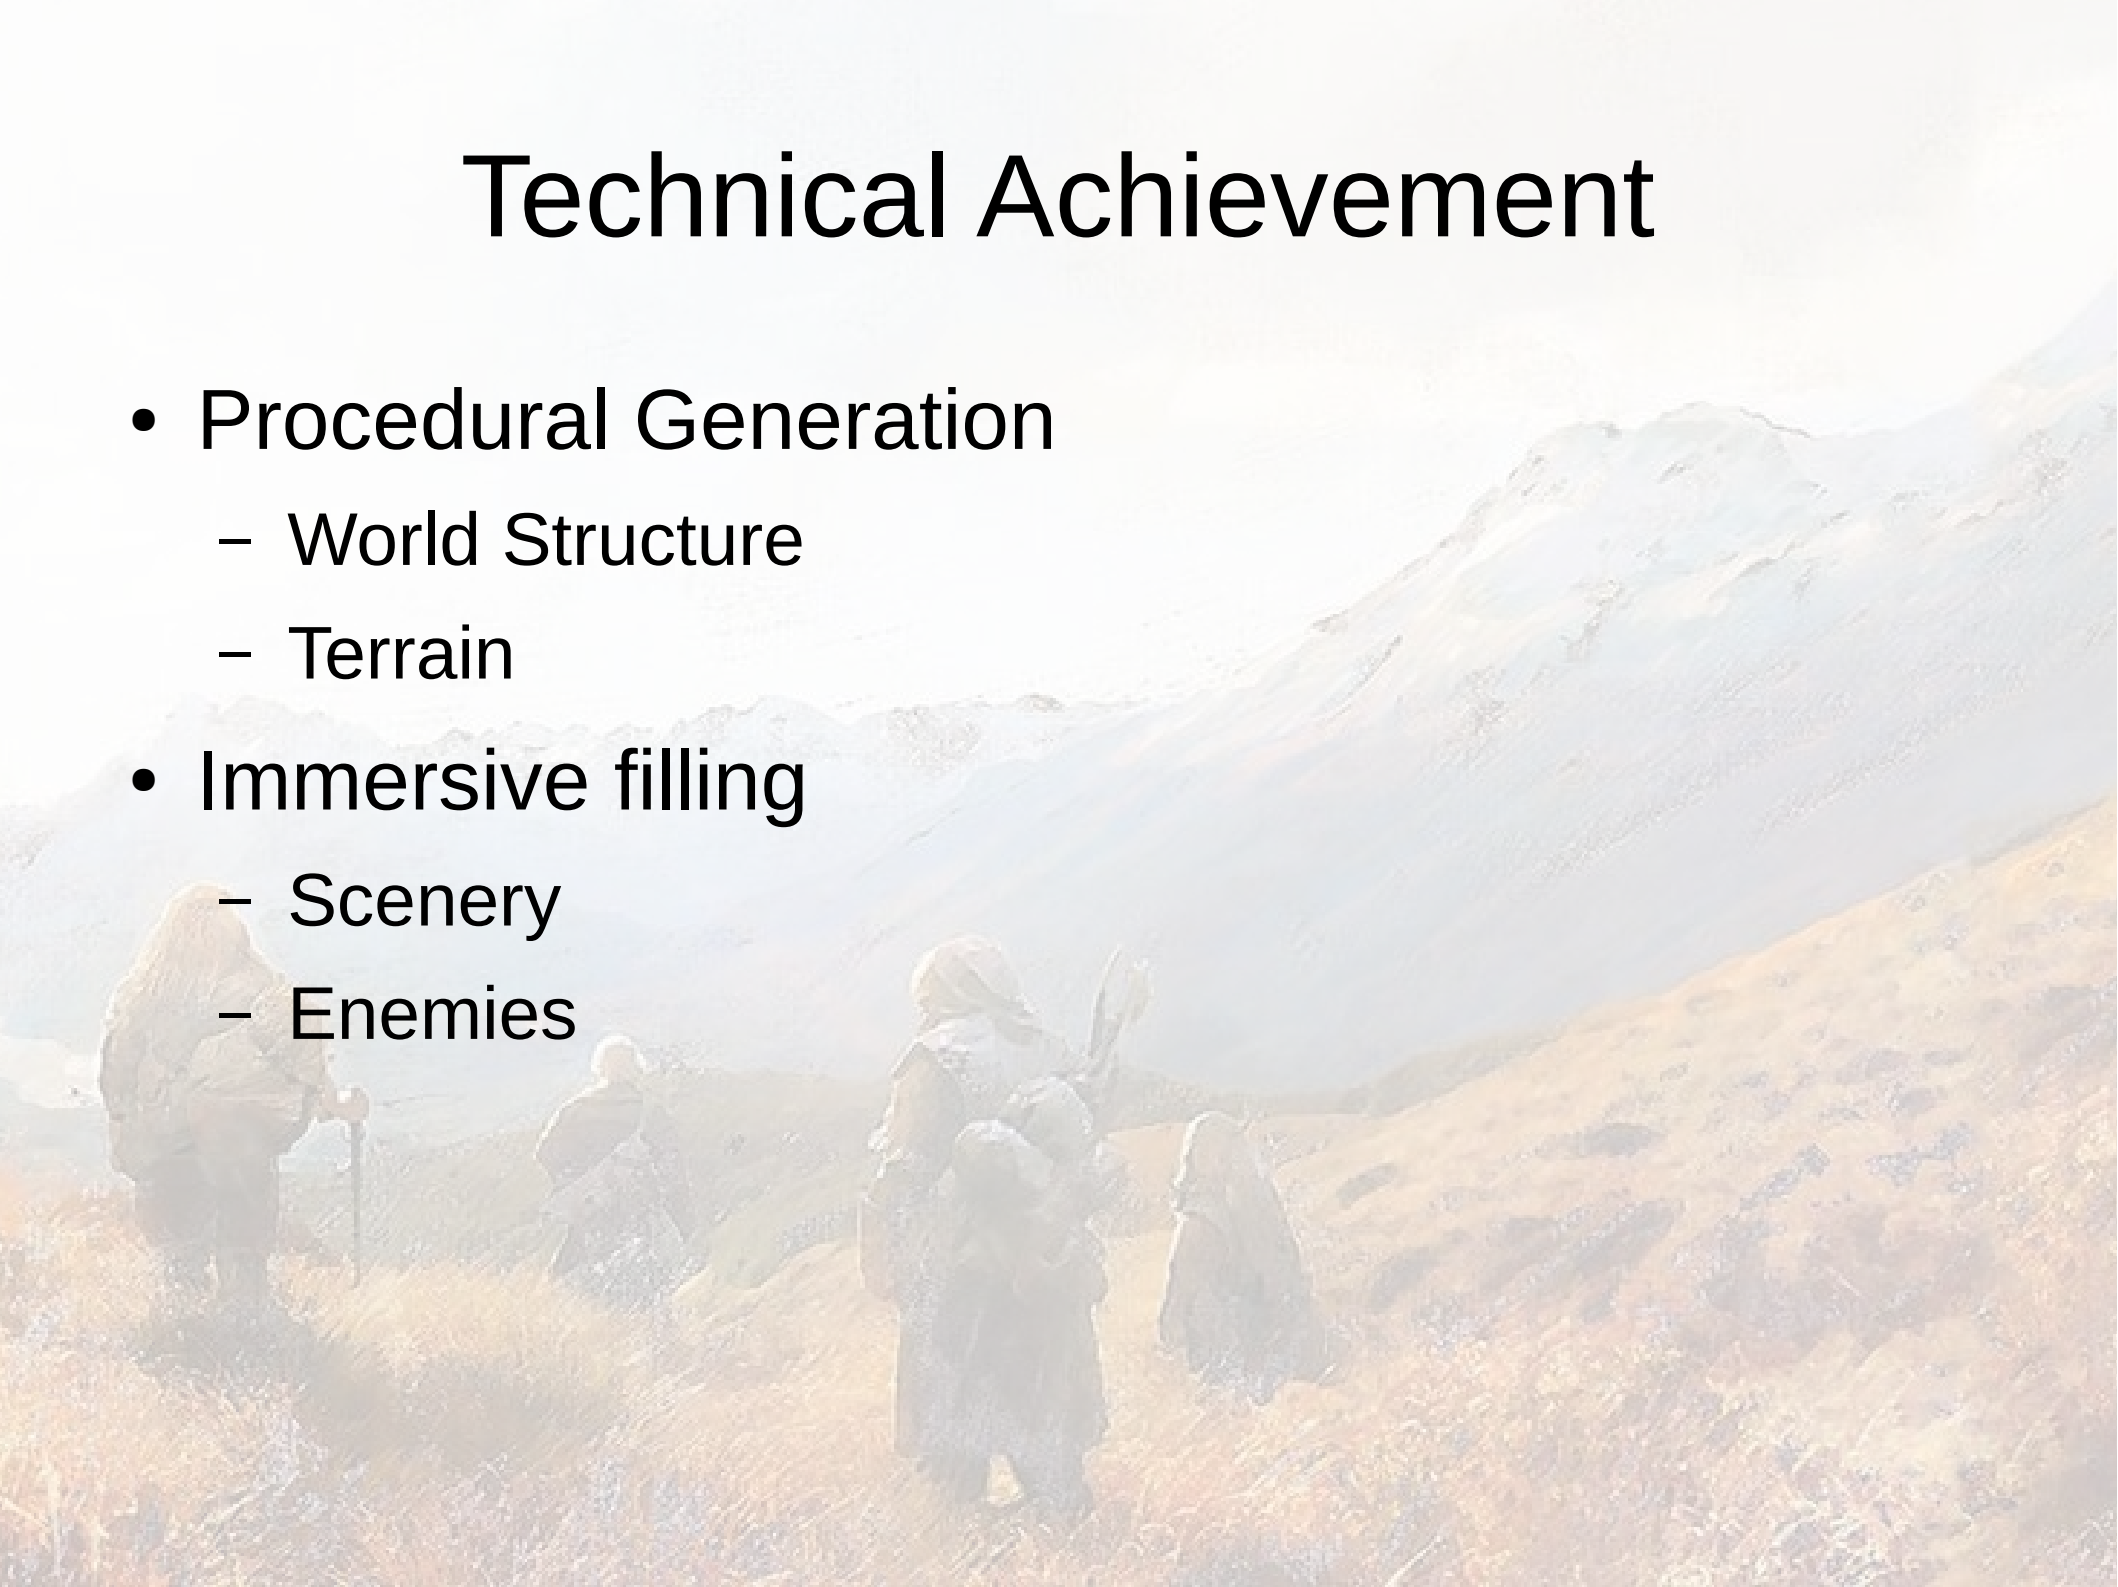 Technical Achievement
• Procedural Generation
– World Structure
– Terrain
• Immersive filling
– Scenery
– Enemies